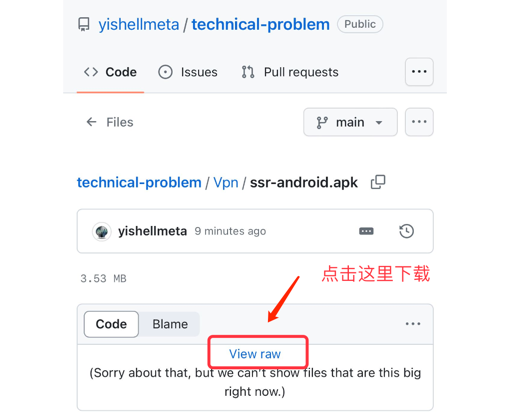 yishellmeta / technical-problem Public
Code Issues Pull requests ...
Files main ...
technical-problem / Vpn / ssr-android.apk
yishellmeta 9 minutes ago
点击这里下载
3.53 MB
Code Blame ...
View raw
(Sorry about that, but we can't show files that are this big
right now.)